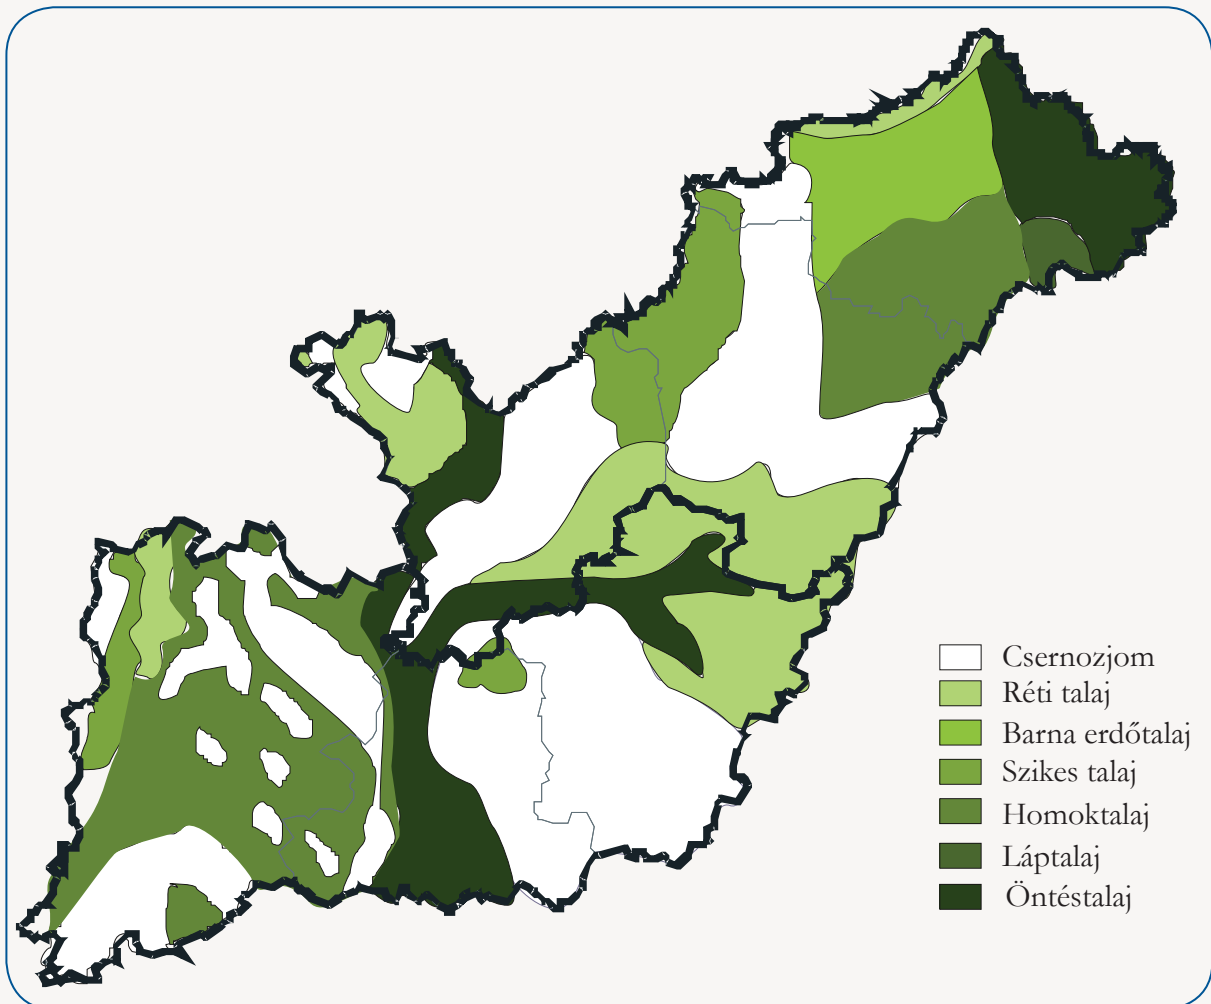 Csernozjom
Réti talaj
Barna erdőtalaj
Szikes talaj
Homoktalaj
Láptalaj
Öntéstalaj